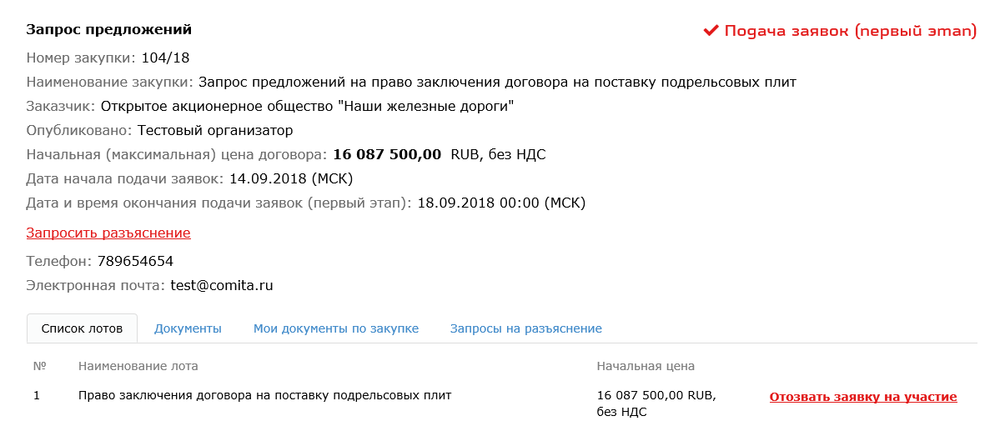 Запрос предложений
Подача заявок (первый этап)
Номер закупки: 104/18
Наименование закупки: Запрос предложений на право заключения договора на поставку подрельсовых плит
Заказчик: Открытое акционерное общество "Наши железные дороги"
Опубликовано: Тестовый организатор
Начальная (максимальная) цена договора: 16 087 500,00 RUB, без НДС
Дата начала подачи заявок: 14.09.2018 (МСК)
Дата и время окончания подачи заявок (первый этап): 18.09.2018 00:00 (МСК)
Запросить разъяснение
Телефон: 789654654
Электронная почта: test@comita.ru
Список лотов Документы Мои документы по закупке Запросы на разъяснение
№ Наименование лота Начальная цена
1 Право заключения договора на поставку подрельсовых плит 16 087 500,00 RUB, Отозвать заявку на участие
без НДС